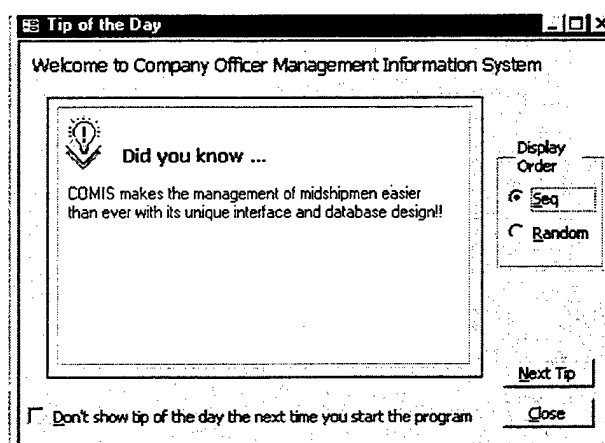 Tip of the Day
Welcome to Company Officer Management Information System
Did you know ...
COMIS makes the management of midshipmen easier
than ever with its unique interface and database design!!
Display
Order
Seq
Random
Next Tip
Don't show tip of the day the next time you start the program
Close